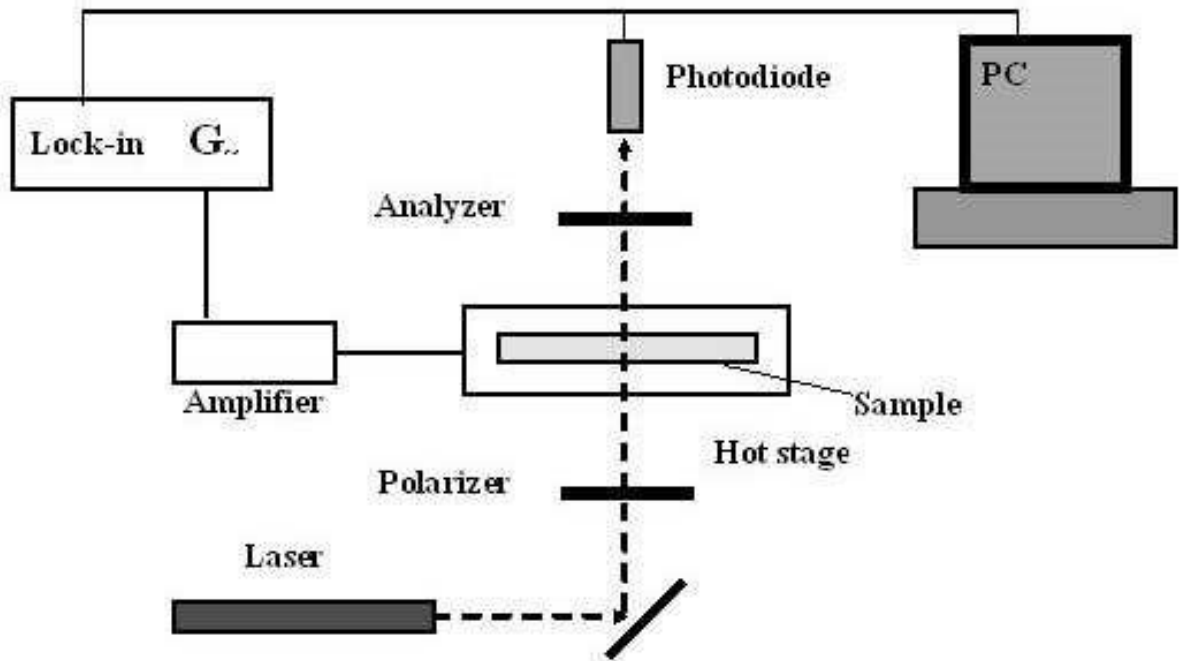 Photodiode
PC
Lock-in G~
Analyzer
Amplifier
Sample
Hot stage
Polarizer
Laser